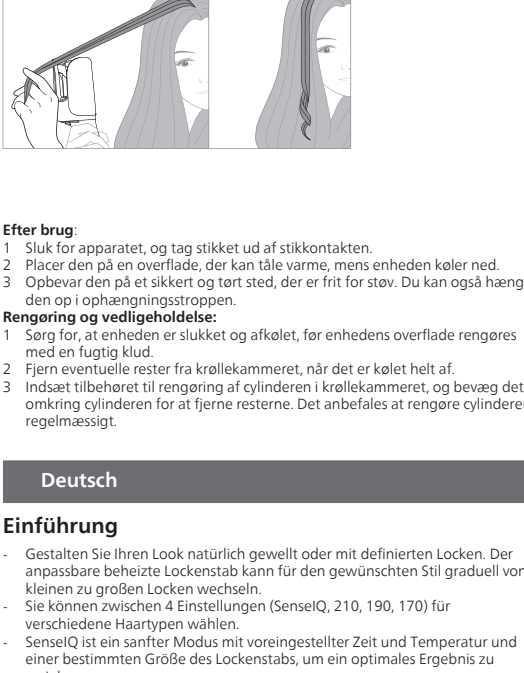 Efter brug:
1 Sluk for apparatet, og tag stikket ud af stikkontakten.
2 Placer den på en overflade, der kan tåle varme, mens enheden køler ned.
3 Opbevar den på et sikkert og tørt sted, der er frit for støv. Du kan også hæng
den op i ophængningsstroppen.
Rengøring og vedligeholdelse:
1 Sørg for, at enheden er slukket og afkølet, før enhedens overflade rengøres
med en fugtig klud.
2 Fjern eventuelle rester fra krøllekammeret, når det er kølet helt af.
3 Indsæt tilbehøret til rengøring af cylinderen i krøllekammeret, og bevæg det
omkring cylinderen for at fjerne resterne. Det anbefales at rengøre cylinderen
regelmæssigt.
Deutsch
Einführung
- Gestalten Sie Ihren Look natürlich gewellt oder mit definierten Locken. Der
anpassbare beheizte Lockenstab kann für den gewünschten Stil graduell von
kleinen zu großen Locken wechseln.
- Sie können zwischen 4 Einstellungen (SenseIQ, 210, 190, 170) für
verschiedene Haartypen wählen.
- SenseIQ ist ein sanfter Modus mit voreingestellter Zeit und Temperatur und
einer bestimmten Größe des Lockenstabs, um ein optimales Ergebnis zu